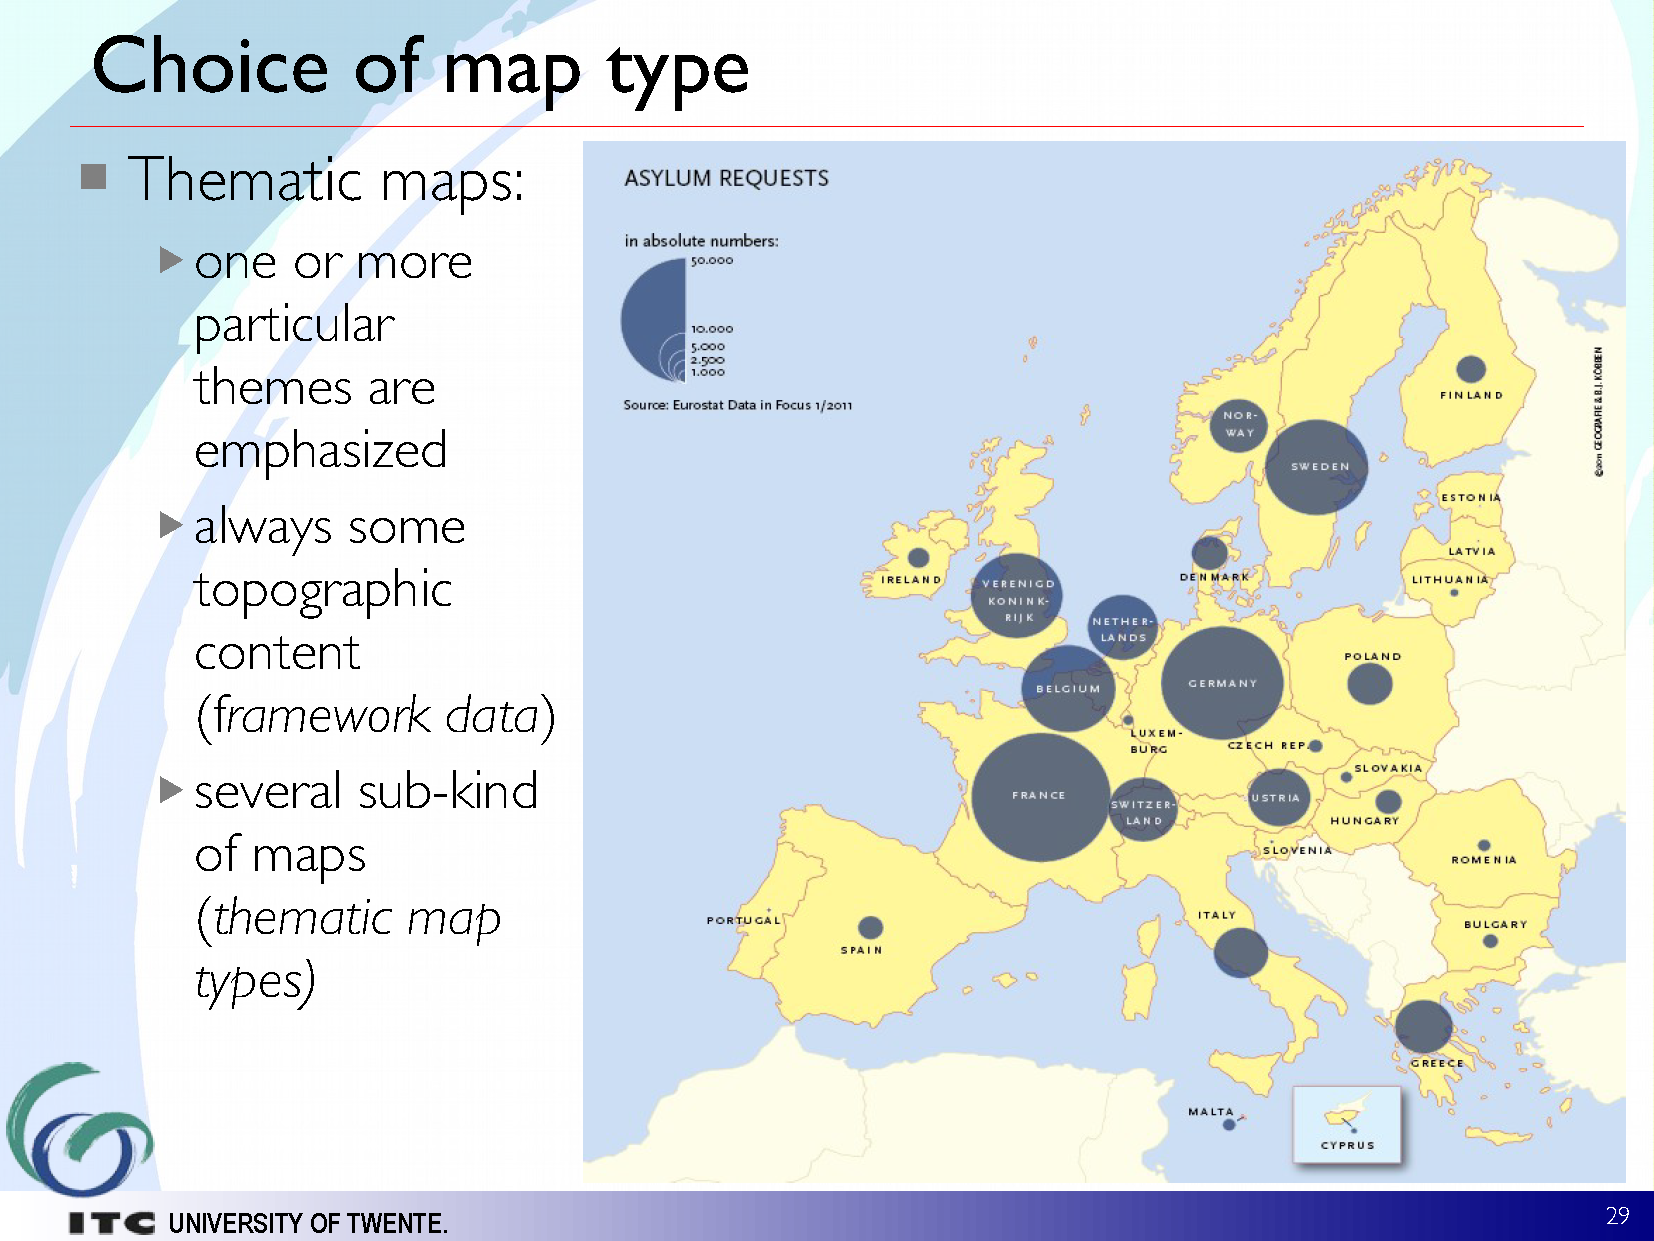 Choice of map type
Thematic maps:
one or more
particular
themes are
emphasized
always some
topographic
content
(framework data)
several sub-kind
of maps
(thematic map
types)
ASYLUM REQUESTS
in absolute numbers:
50.000
10.000
5.000
2.500
1.000
Source: Eurostat Data in Focus 1/2011
©2011 GEOGRAFIE & B.J. KÖBBEN
FINLAND
NOR-
WAY
SWEDEN
ESTONIA
LATVIA
LITHUANIA
IRELAND
VERENIGD
KONINK-
RIJK
DENMARK
NETHER-
LANDS
BELGIUM
GERMANY
POLAND
LUXEM-
BURG
CZECH REP.
SLOVAKIA
FRANCE
SWITZER-
LAND
AUSTRIA
HUNGARY
SLOVENIA
ROMENIA
PORTUGAL
SPAIN
ITALY
BULGARY
GREECE
MALTA
CYPRUS
ITC UNIVERSITY OF TWENTE.
29